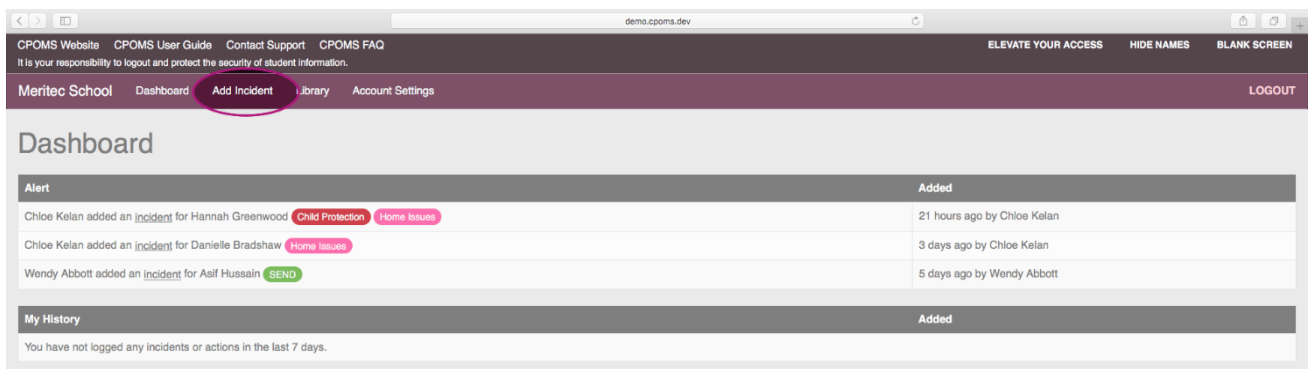 demo.cpoms.dev
CPOMS Website CPOMS User Guide Contact Support CPOMS FAQ ELEVATE YOUR ACCESS HIDE NAMES BLANK SCREEN
It is your responsibility to logout and protect the security of student information.
Meritec School Dashboard Add Incident Library Account Settings LOGOUT
Dashboard
Alert Added
Chloe Kelan added an incident for Hannah Greenwood Child Protection Home Issues 21 hours ago by Chloe Kelan
Chloe Kelan added an incident for Danielle Bradshaw Home Issues 3 days ago by Chloe Kelan
Wendy Abbott added an incident for Asif Hussain SEND 5 days ago by Wendy Abbott
My History Added
You have not logged any incidents or actions in the last 7 days.